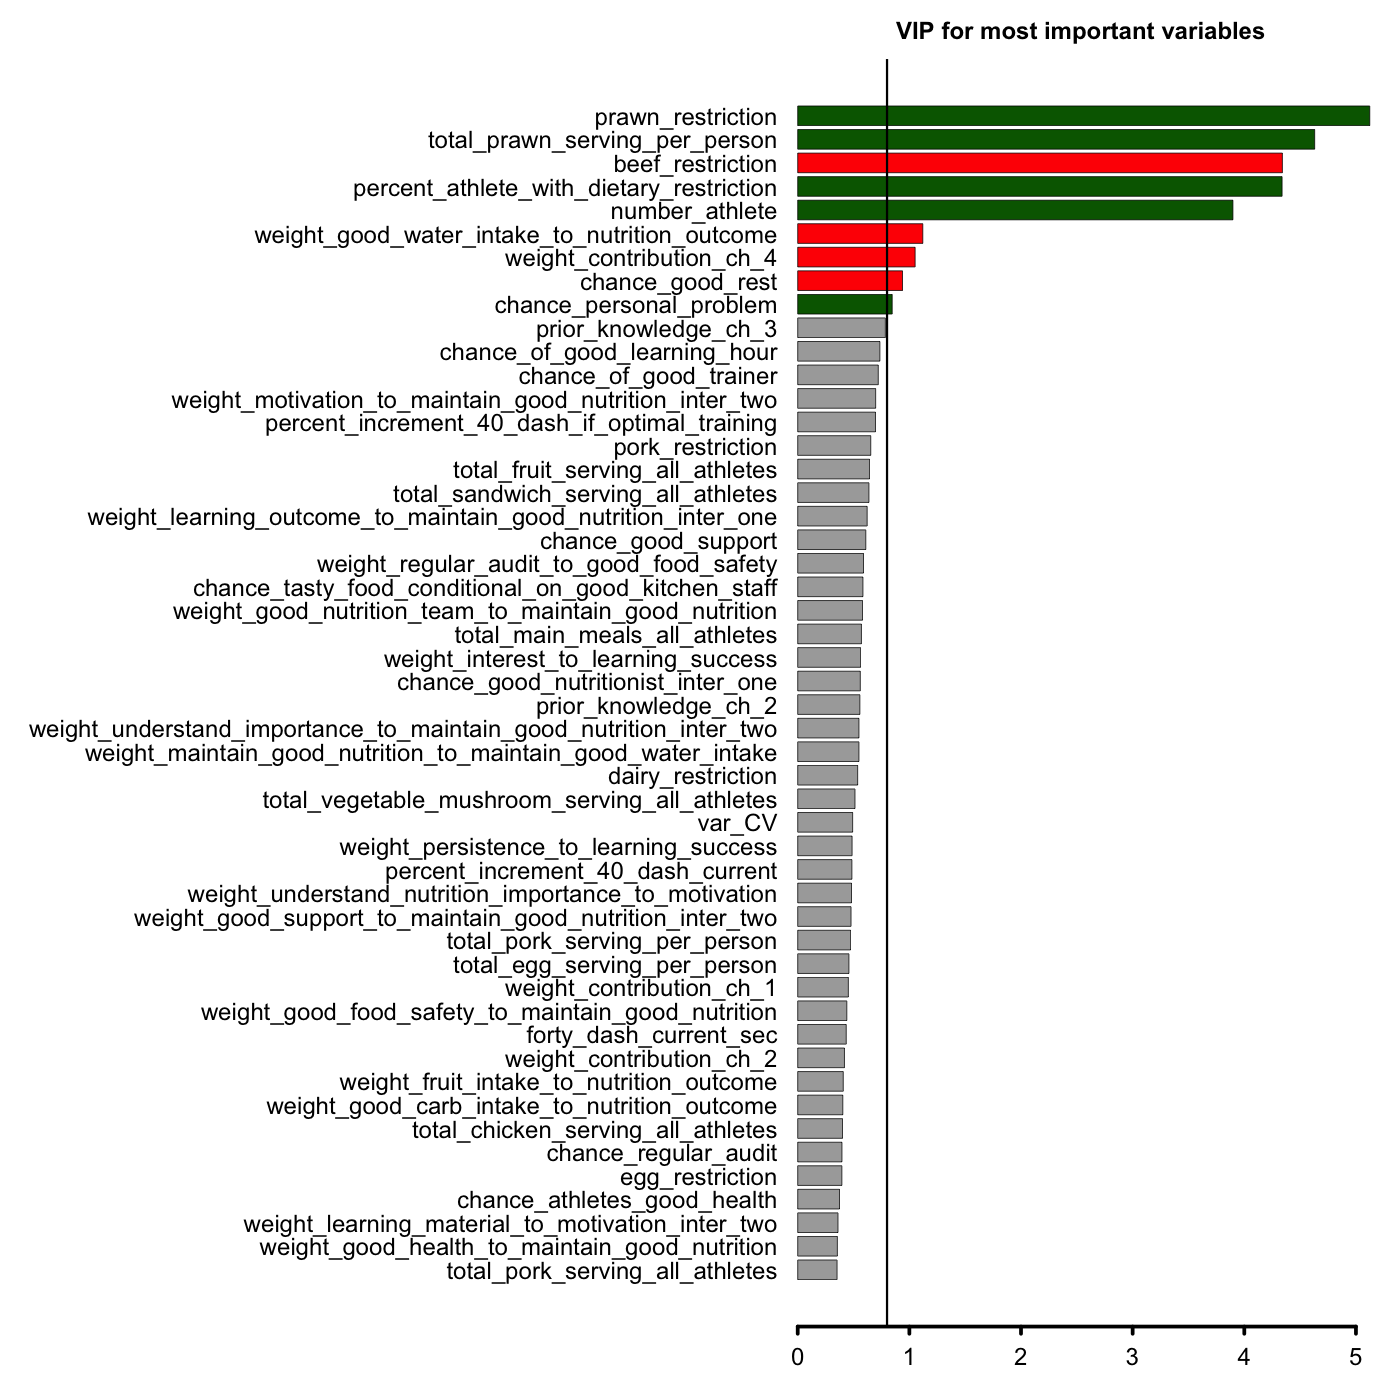 VIP for most important variables
prawn_restriction
total_prawn_serving_per_person
beef_restriction
percent_athlete_with_dietary_restriction
number_athlete
weight_good_water_intake_to_nutrition_outcome
weight_contribution_ch_4
chance_good_rest
chance_personal_problem
prior_knowledge_ch_3
chance_of_good_learning_hour
chance_of_good_trainer
weight_motivation_to_maintain_good_nutrition_inter_two
percent_increment_40_dash_if_optimal_training
pork_restriction
total_fruit_serving_all_athletes
total_sandwich_serving_all_athletes
weight_learning_outcome_to_maintain_good_nutrition_inter_one
chance_good_support
weight_regular_audit_to_good_food_safety
chance_tasty_food_conditional_on_good_kitchen_staff
weight_good_nutrition_team_to_maintain_good_nutrition
total_main_meals_all_athletes
weight_interest_to_learning_success
chance_good_nutritionist_inter_one
prior_knowledge_ch_2
weight_understand_importance_to_maintain_good_nutrition_inter_two
weight_maintain_good_nutrition_to_maintain_good_water_intake
dairy_restriction
total_vegetable_mushroom_serving_all_athletes
var_CV
weight_persistence_to_learning_success
percent_increment_40_dash_current
weight_understand_nutrition_importance_to_motivation
weight_good_support_to_maintain_good_nutrition_inter_two
total_pork_serving_per_person
total_egg_serving_per_person
weight_contribution_ch_1
weight_good_food_safety_to_maintain_good_nutrition
forty_dash_current_sec
weight_contribution_ch_2
weight_fruit_intake_to_nutrition_outcome
weight_good_carb_intake_to_nutrition_outcome
total_chicken_serving_all_athletes
chance_regular_audit
egg_restriction
chance_athletes_good_health
weight_learning_material_to_motivation_inter_two
weight_good_health_to_maintain_good_nutrition
total_pork_serving_all_athletes
0 1 2 3 4 5